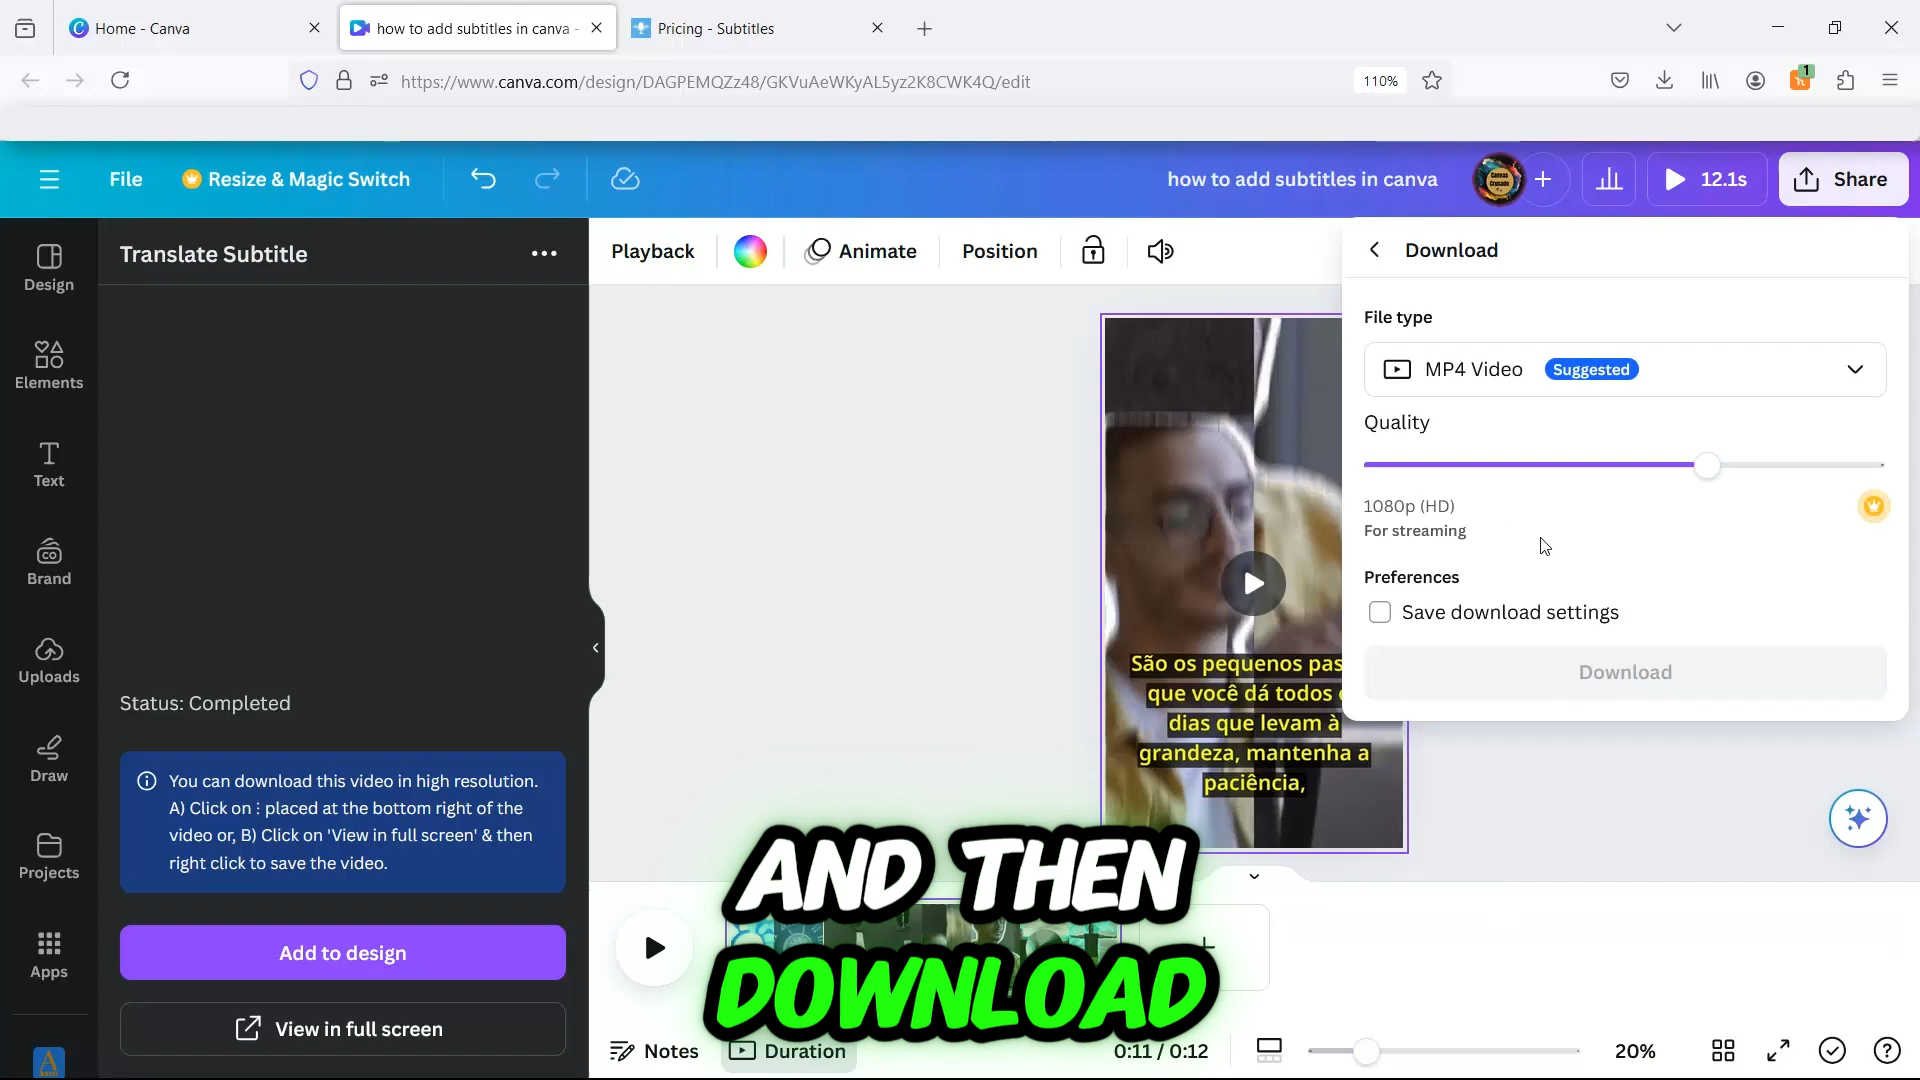 Home - Canva
how to add subtitles in canva -
Pricing - Subtitles
https://www.canva.com/design/DAGPEMQZz48/GKVuAeWKyAL5yz2K8CWK4Q/edit
110%
1
File
Resize & Magic Switch
how to add subtitles in canva
12.1s
Share
Design
Elements
Text
Brand
Uploads
Draw
Projects
Apps
Translate Subtitle
Status: Completed
You can download this video in high resolution.
A) Click on ⋮ placed at the bottom right of the
video or, B) Click on 'View in full screen' & then
right click to save the video.
Add to design
View in full screen
Playback
Animate
Position
São os pequenos pas
que você dá todos
dias que levam à
grandeza, mantenha a
paciência,
Download
File type
MP4 Video
Suggested
Quality
1080p (HD)
For streaming
Preferences
Save download settings
Download
AND THEN
DOWNLOAD
Notes
Duration
0:11 / 0:12
20%